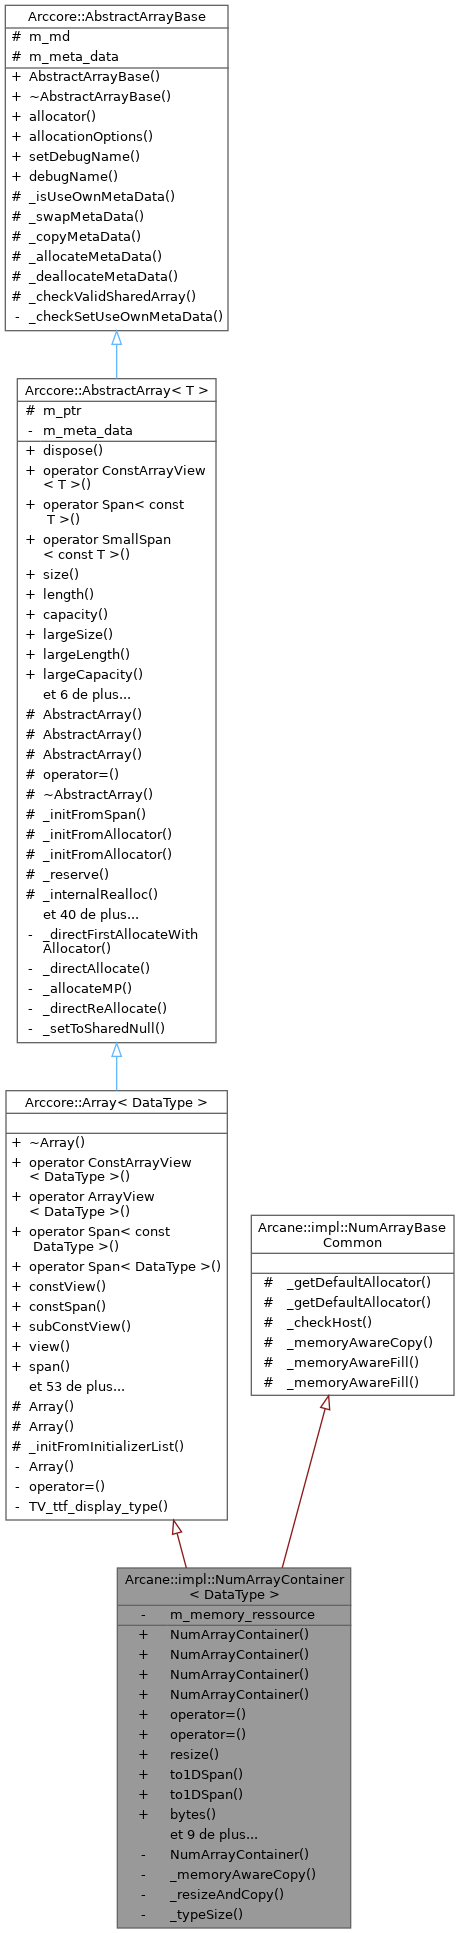 Arccore::AbstractArrayBase
# m_md
# m_meta_data
+ AbstractArrayBase()
+ ~AbstractArrayBase()
+ allocator()
+ allocationOptions()
+ setDebugName()
+ debugName()
# _isUseOwnMetaData()
# _swapMetaData()
# _copyMetaData()
# _allocateMetaData()
# _deallocateMetaData()
# _checkValidSharedArray()
- _checkSetUseOwnMetaData()
Arccore::AbstractArray< T >
# m_ptr
- m_meta_data
+ dispose()
+ operator ConstArrayView
< T >()
+ operator Span< const
T >()
+ operator SmallSpan
< const T >()
+ size()
+ length()
+ capacity()
+ largeSize()
+ largeLength()
+ largeCapacity()
et 6 de plus...
# AbstractArray()
# AbstractArray()
# AbstractArray()
# operator=()
# ~AbstractArray()
# _initFromSpan()
# _initFromAllocator()
# _initFromAllocator()
# _reserve()
# _internalRealloc()
et 40 de plus...
- _directFirstAllocateWith
Allocator()
- _directAllocate()
- _allocateMP()
- _directReAllocate()
- _setToSharedNull()
Arccore::Array< DataType >
+ ~Array()
+ operator ConstArrayView
< DataType >()
+ operator ArrayView
< DataType >()
+ operator Span< const
DataType >()
+ operator Span< DataType >()
+ constView()
+ constSpan()
+ subConstView()
+ view()
+ span()
et 53 de plus...
# Array()
# Array()
# _initFromInitializerList()
- Array()
- operator=()
- TV_ttf_display_type()
Arcane::impl::NumArrayBase
Common
# _getDefaultAllocator()
# _getDefaultAllocator()
# _checkHost()
# _memoryAwareCopy()
# _memoryAwareFill()
# _memoryAwareFill()
Arcane::impl::NumArrayContainer
< DataType >
- m_memory_ressource
+ NumArrayContainer()
+ NumArrayContainer()
+ NumArrayContainer()
+ NumArrayContainer()
+ operator=()
+ operator=()
+ resize()
+ to1DSpan()
+ to1DSpan()
+ bytes()
et 9 de plus...
- NumArrayContainer()
- _memoryAwareCopy()
- _resizeAndCopy()
- _typeSize()